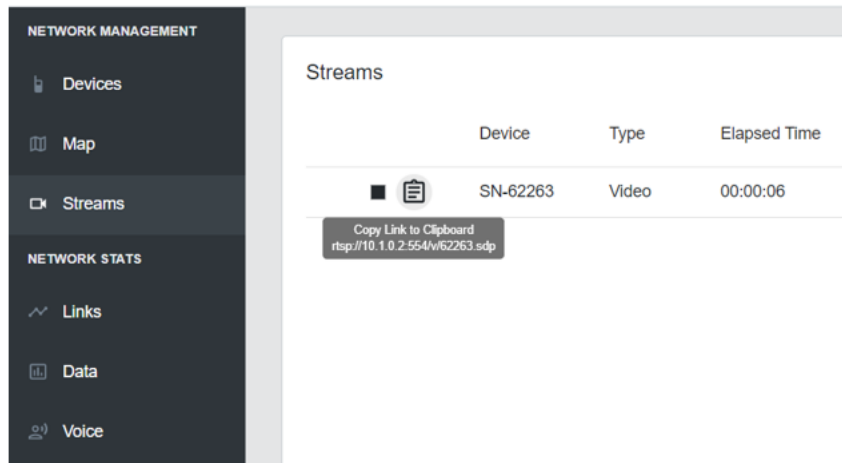 NETWORK MANAGEMENT
Devices
Map
Streams
NETWORK STATS
Links
Data
Voice
Streams
Device Type Elapsed Time
SN-62263 Video 00:00:06
Copy Link to Clipboard
rtsp://10.1.0.2:554/v/62263.sdp